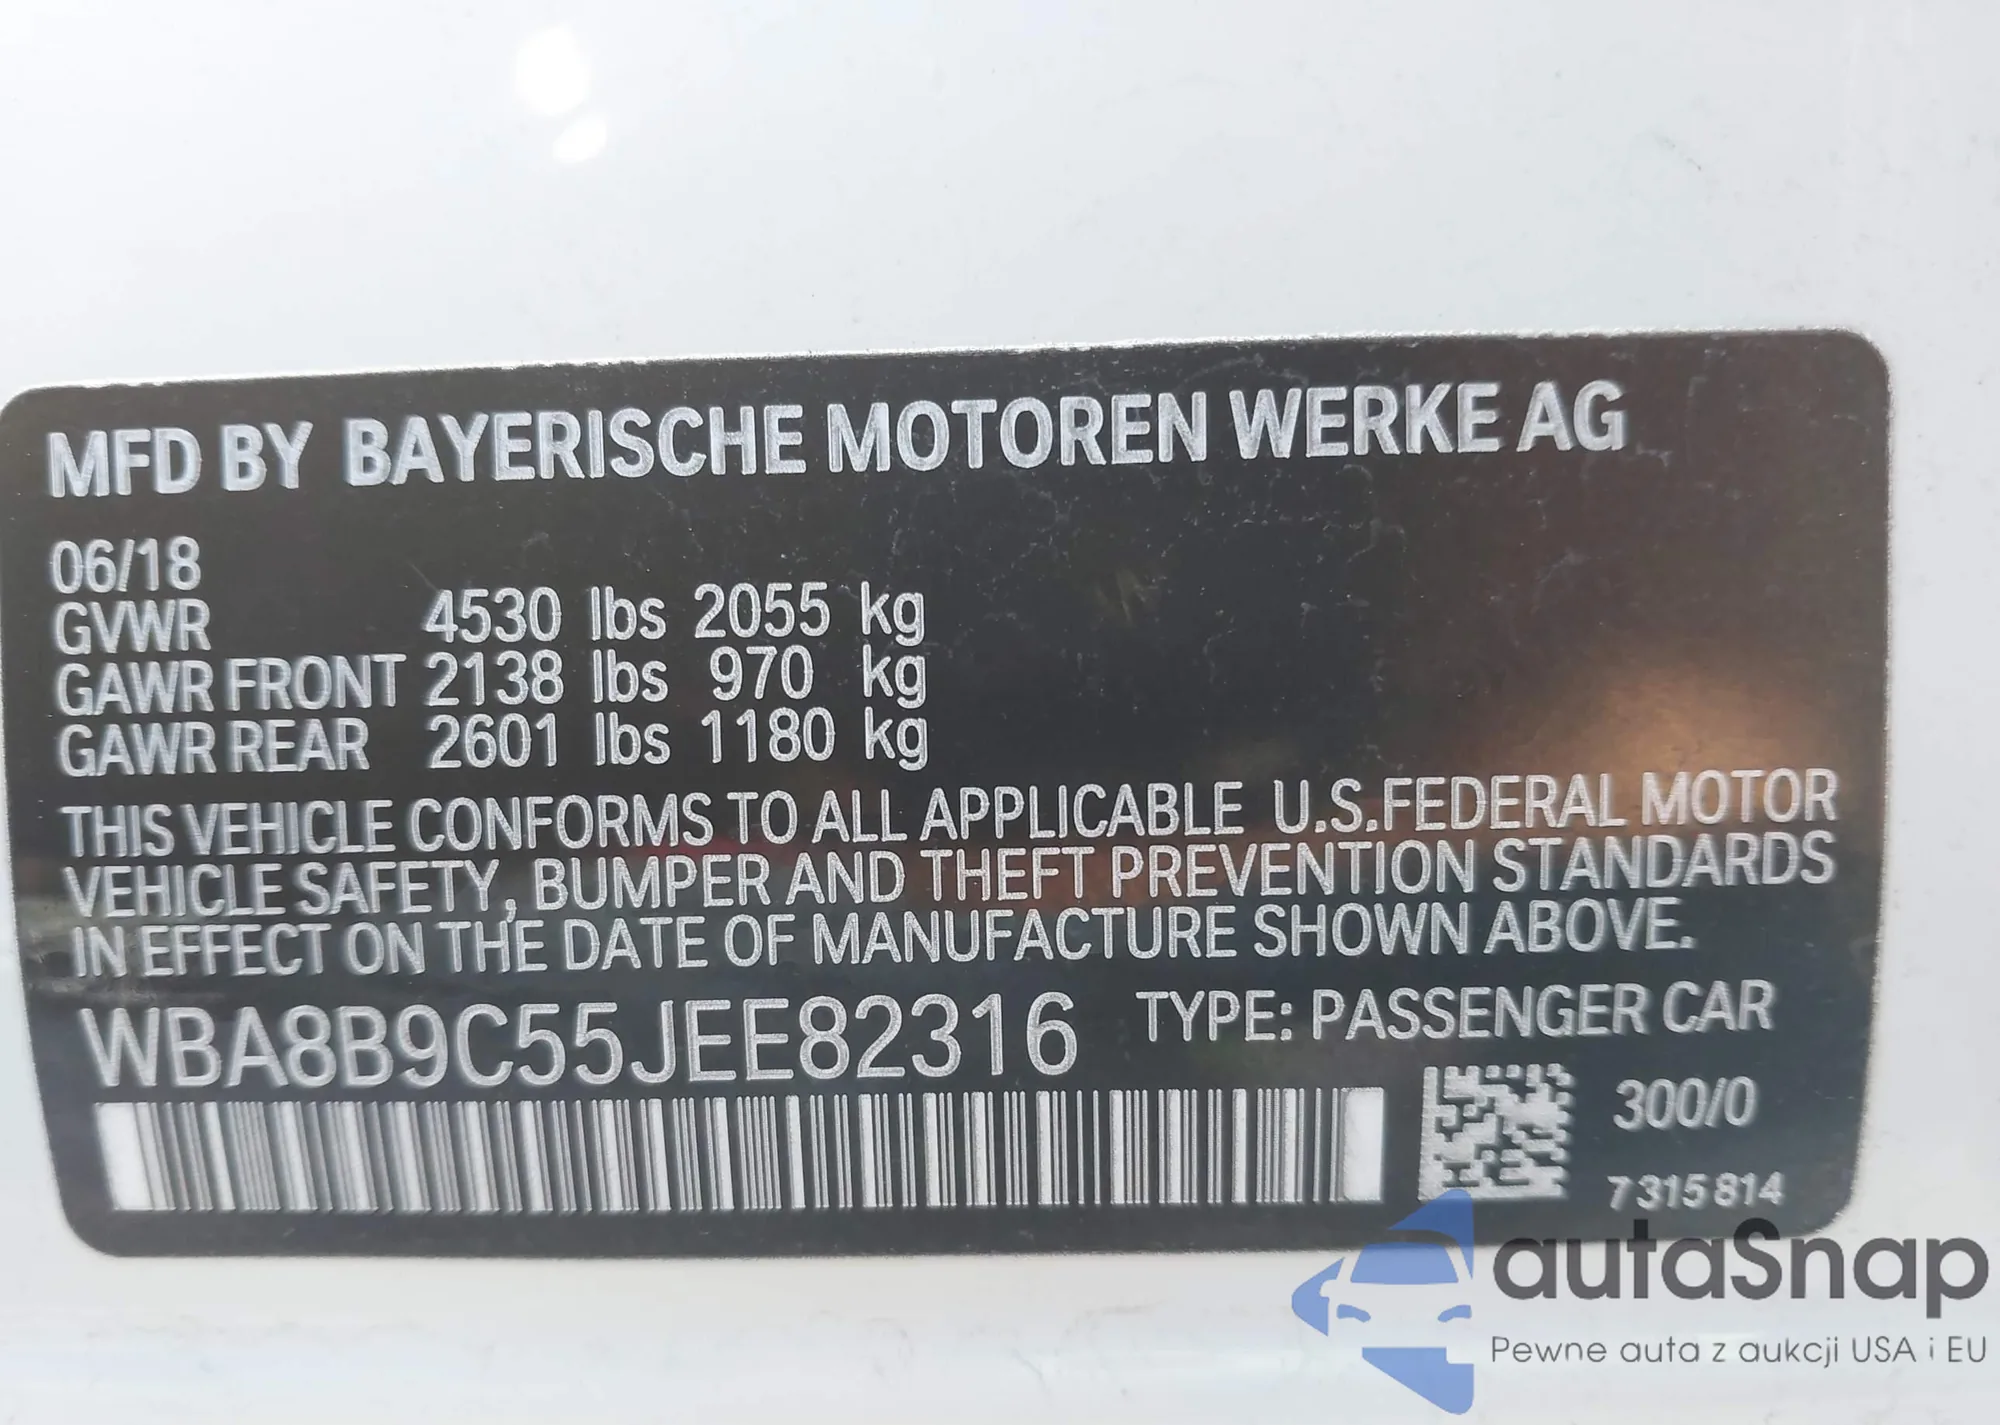 MFD BY BAYERISCHE MOTOREN WERKE AG
06/18
GVWR 4530 lbs 2055 kg
GAWR FRONT 2138 lbs 970 kg
GAWR REAR 2601 lbs 1180 kg
THIS VEHICLE CONFORMS TO ALL APPLICABLE U.S.FEDERAL MOTOR
VEHICLE SAFETY, BUMPER AND THEFT PREVENTION STANDARDS
IN EFFECT ON THE DATE OF MANUFACTURE SHOWN ABOVE.
WBA8B9C55JEE82316 TYPE: PASSENGER CAR
300/0
7315814
autaSnap
Pewne auta z aukcji USA i EU